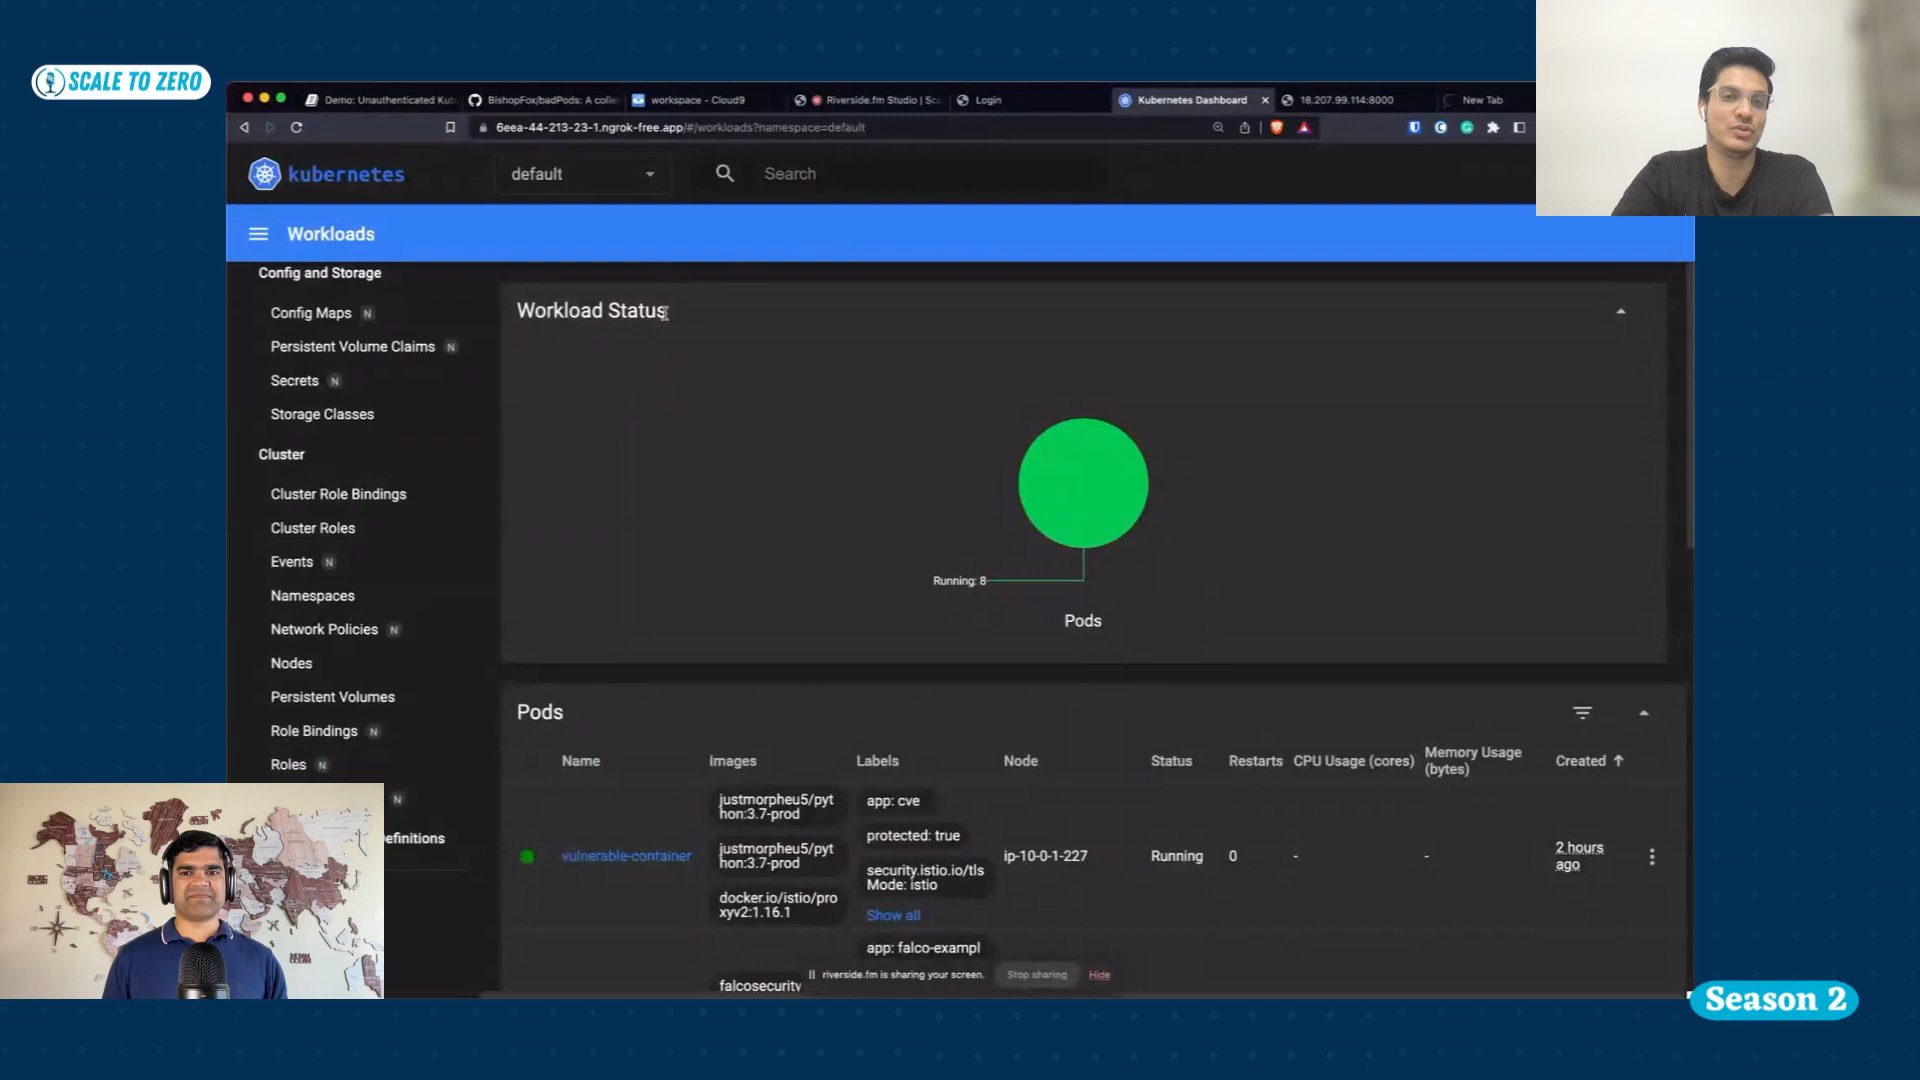 SCALE TO ZERO
Demo: Unauthenticated Kub
BishopFox/badPods: A colle
workspace - Cloud9
Riverside.fm Studio | Sc
Login
Kubernetes Dashboard
18.207.99.114:8000
New Tab
6eea-44-213-23-1.ngrok-free.app/#/workloads?namespace=default
kubernetes
default
Search
Workloads
Config and Storage
Config Maps N
Persistent Volume Claims N
Secrets N
Storage Classes
Cluster
Cluster Role Bindings
Cluster Roles
Events N
Namespaces
Network Policies N
Nodes
Persistent Volumes
Role Bindings N
Roles N
N
efinitions
Workload Status
Running: 8
Pods
Pods
Name Images Labels Node Status Restarts CPU Usage (cores) Memory Usage (bytes) Created
vulnerable-container
justmorpheu5/pyt
hon:3.7-prod
justmorpheu5/pyt
hon:3.7-prod
docker.io/istio/pro
xyv2:1.16.1
app: cve
protected: true
security.istio.io/tls
Mode: istio
Show all
ip-10-0-1-227
Running
0
-
-
2 hours
ago
app: falco-exampl
falcosecurity
riverside.fm is sharing your screen.
Stop sharing
Hide
Season 2